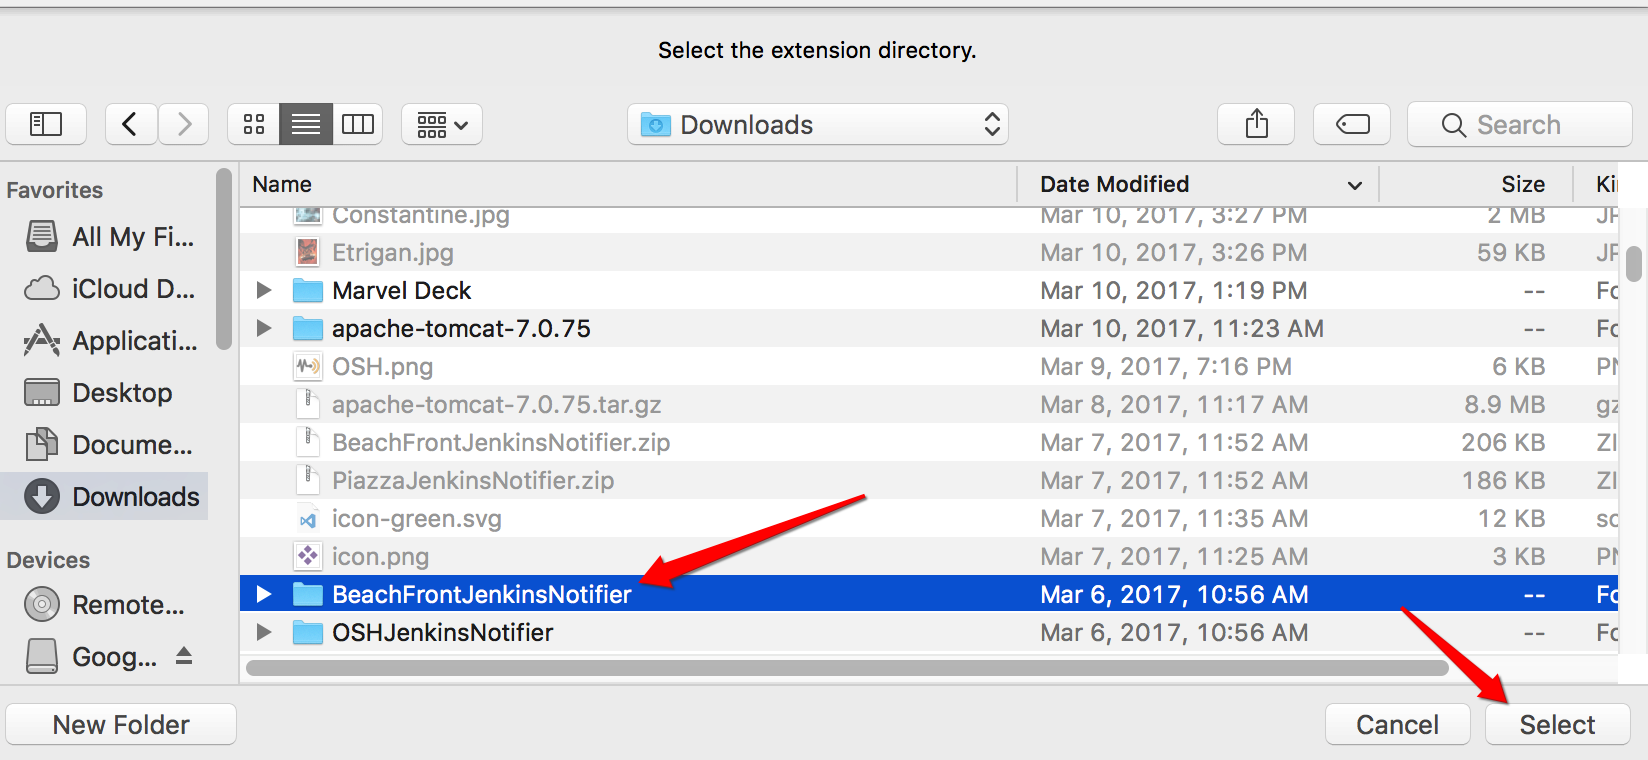 Select the extension directory.
Downloads
Search
Favorites
All My Fi...
iCloud D...
Applicati...
Desktop
Docume...
Downloads
Devices
Remote...
Goog...
Name Date Modified Size Ki
Constantine.jpg Mar 10, 2017, 3:27 PM 2 MB JP
Etrigan.jpg Mar 10, 2017, 3:26 PM 59 KB JP
Marvel Deck Mar 10, 2017, 1:19 PM -- Fo
apache-tomcat-7.0.75 Mar 10, 2017, 11:23 AM -- Fo
OSH.png Mar 9, 2017, 7:16 PM 6 KB PN
apache-tomcat-7.0.75.tar.gz Mar 8, 2017, 11:17 AM 8.9 MB gz
BeachFrontJenkinsNotifier.zip Mar 7, 2017, 11:52 AM 206 KB ZI
PiazzaJenkinsNotifier.zip Mar 7, 2017, 11:52 AM 186 KB ZI
icon-green.svg Mar 7, 2017, 11:35 AM 12 KB sc
icon.png Mar 7, 2017, 11:25 AM 3 KB PN
BeachFrontJenkinsNotifier Mar 6, 2017, 10:56 AM -- Fo
OSHJenkinsNotifier Mar 6, 2017, 10:56 AM -- Fo
New Folder
Cancel
Select